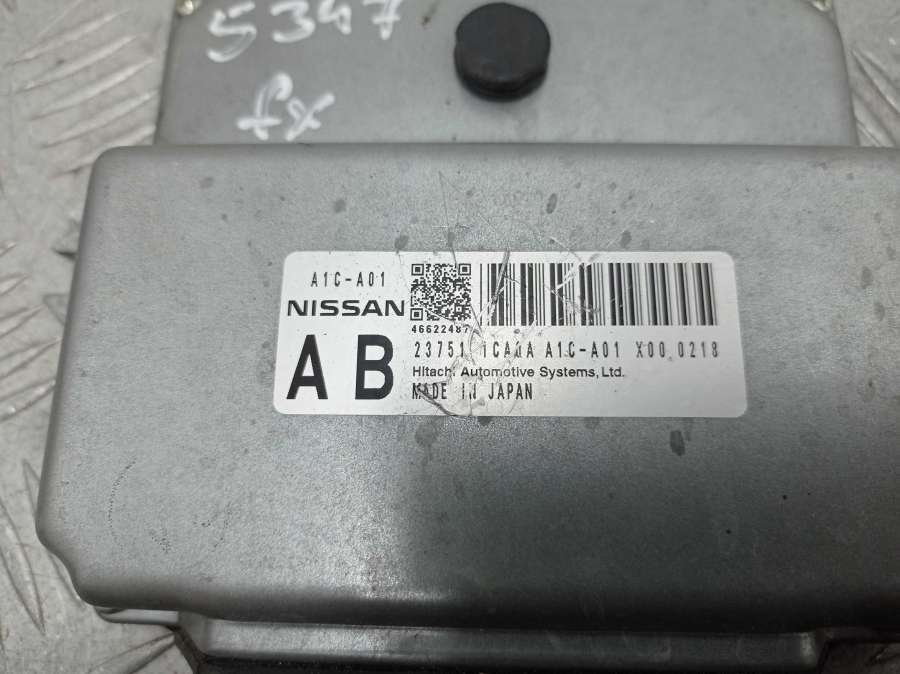 5347
fx
A1C-A01
NISSAN
AB
46622487
23751 1CA0A A1C-A01 X00 0218
Hitachi Automotive Systems, Ltd.
MADE IN JAPAN